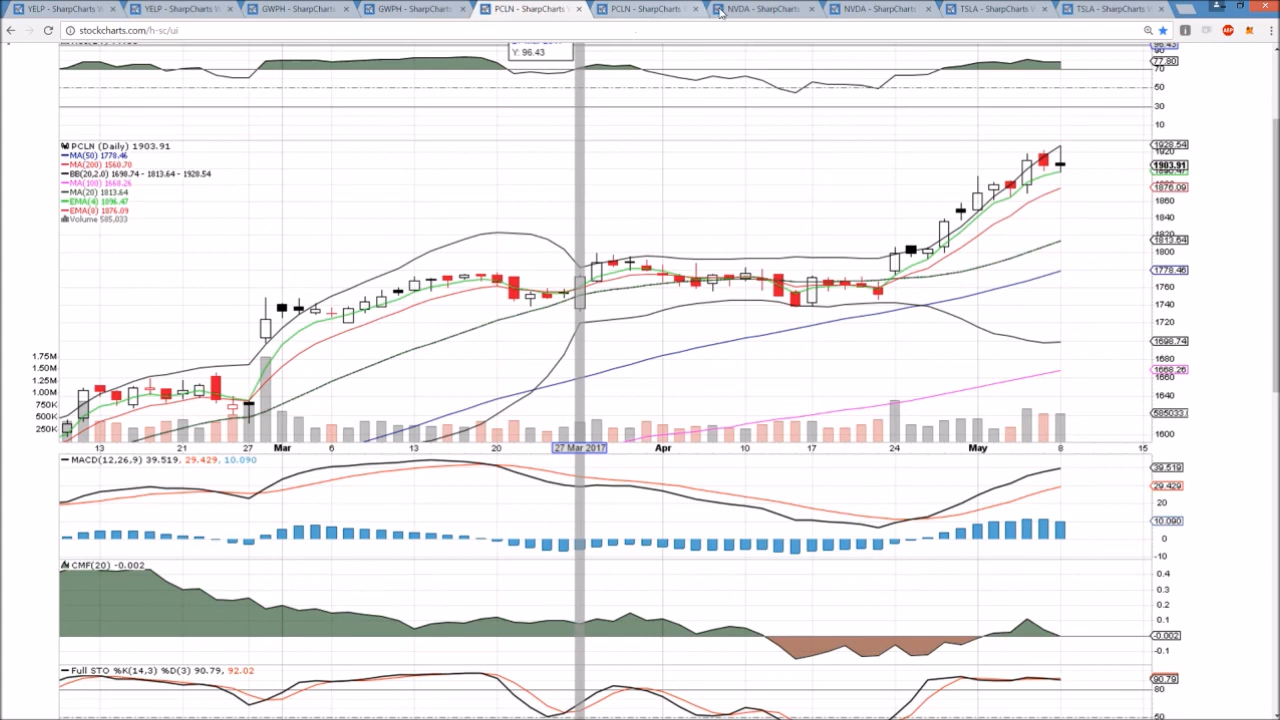 YELP - SharpCharts W
YELP - SharpCharts W
GWPH - SharpCharts
GWPH - SharpCharts
PCLN - SharpCharts
PCLN - SharpCharts
NVDA - SharpCharts
NVDA - SharpCharts
TSLA - SharpCharts
TSLA - SharpCharts
stockcharts.com/h-sc/ui
ABP
Y: 96.43
96.43
90
77.80
70
50
30
10
PCLN (Daily) 1903.91
MA(50) 1778.46
MA(200) 1560.70
BB(20,2.0) 1698.74 - 1813.64 - 1928.54
MA(100) 1668.26
MA(20) 1813.64
EMA(4) 1896.47
EMA(8) 1876.09
Volume 585,033
1928.54
1920
1903.91
1876.09
1860
1840
1820
1813.64
1800
1778.46
1760
1740
1720
1698.74
1680
1668.26
1660
1640
1600
1.75M
1.50M
1.25M
1.00M
750K
500K
250K
585033
13 21 27 Mar 6 13 20 27 Mar 2017 Apr 10 17 24 May 8 15
MACD(12,26,9) 39.519, 29.429, 10.090
39.519
29.429
20
10.090
0
-10
CMF(20) -0.002
0.4
0.3
0.2
0.1
-0.002
-0.1
Full STO %K(14,3) %D(3) 90.79, 92.02
90.79
80
50